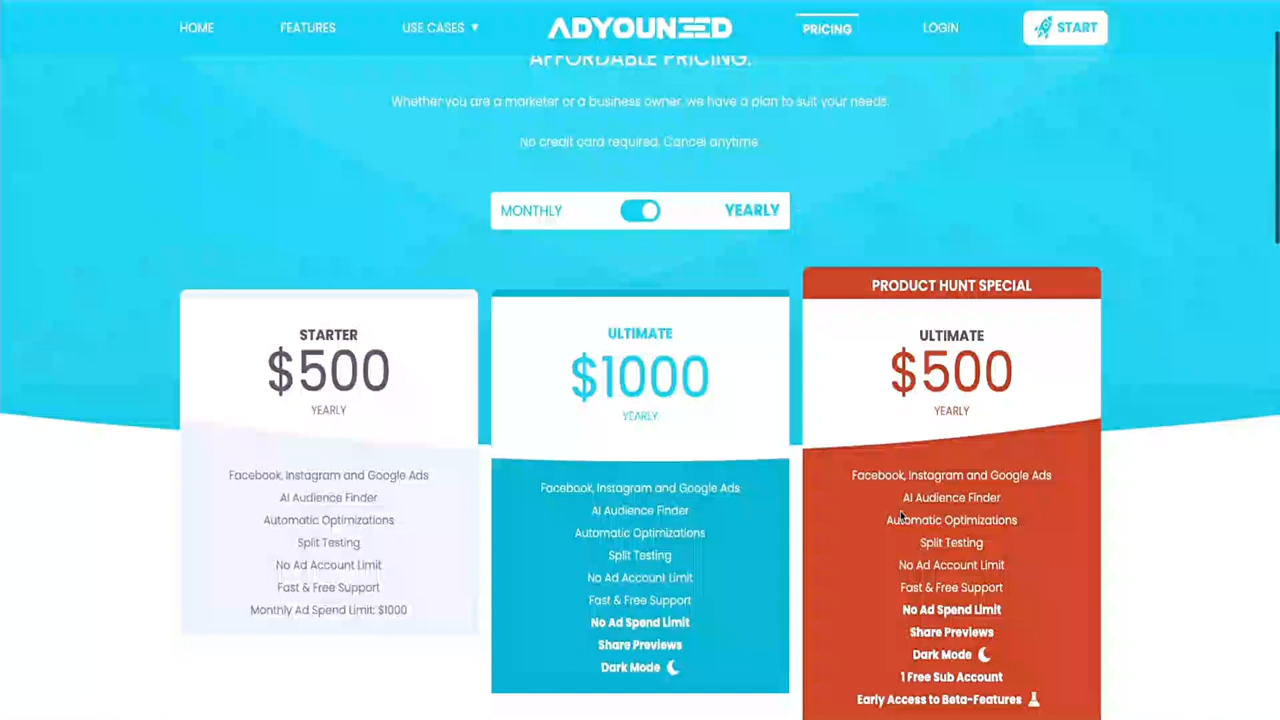 HOME
FEATURES
USE CASES ▼
ADYOUNEED
PRICING
LOGIN
START
AFFORDABLE PRICING.
Whether you are a marketer or a business owner, we have a plan to suit your needs.
No credit card required. Cancel anytime
MONTHLY
YEARLY
STARTER
$500
YEARLY
Facebook, Instagram and Google Ads
AI Audience Finder
Automatic Optimizations
Split Testing
No Ad Account Limit
Fast & Free Support
Monthly Ad Spend Limit: $1000
ULTIMATE
$1000
YEARLY
Facebook, Instagram and Google Ads
AI Audience Finder
Automatic Optimizations
Split Testing
No Ad Account Limit
Fast & Free Support
No Ad Spend Limit
Share Previews
Dark Mode
PRODUCT HUNT SPECIAL
ULTIMATE
$500
YEARLY
Facebook, Instagram and Google Ads
AI Audience Finder
Automatic Optimizations
Split Testing
No Ad Account Limit
Fast & Free Support
No Ad Spend Limit
Share Previews
Dark Mode
1 Free Sub Account
Early Access to Beta-Features